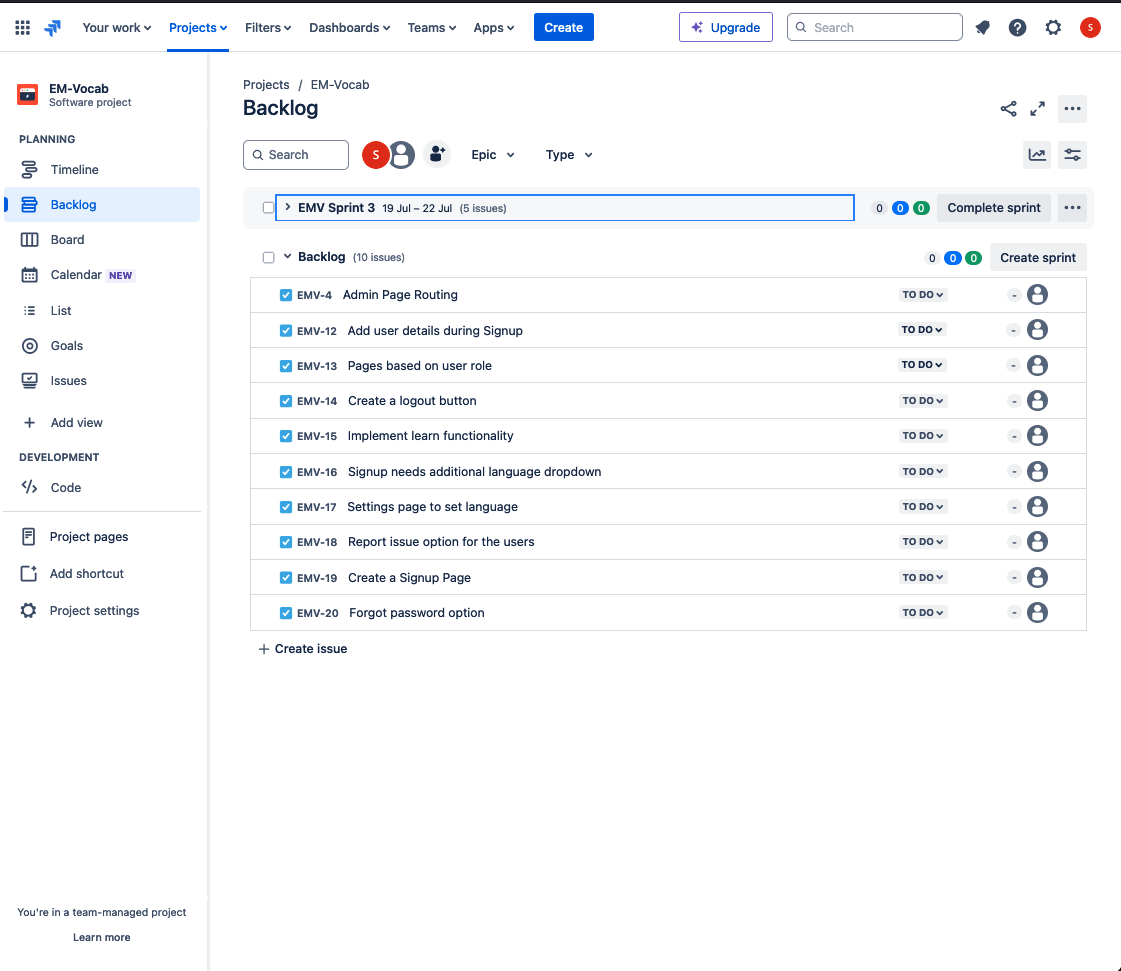 Your work Projects Filters Dashboards Teams Apps Create Upgrade Search S
EM-Vocab
Software project
PLANNING
Timeline
Backlog
Board
Calendar NEW
List
Goals
Issues
Add view
DEVELOPMENT
Code
Project pages
Add shortcut
Project settings
You're in a team-managed project
Learn more
Projects / EM-Vocab
Backlog
Search S Epic Type
EMV Sprint 3 19 Jul – 22 Jul (5 issues) 0 0 0 Complete sprint
Backlog (10 issues) 0 0 0 Create sprint
EMV-4 Admin Page Routing TO DO -
EMV-12 Add user details during Signup TO DO -
EMV-13 Pages based on user role TO DO -
EMV-14 Create a logout button TO DO -
EMV-15 Implement learn functionality TO DO -
EMV-16 Signup needs additional language dropdown TO DO -
EMV-17 Settings page to set language TO DO -
EMV-18 Report issue option for the users TO DO -
EMV-19 Create a Signup Page TO DO -
EMV-20 Forgot password option TO DO -
+ Create issue